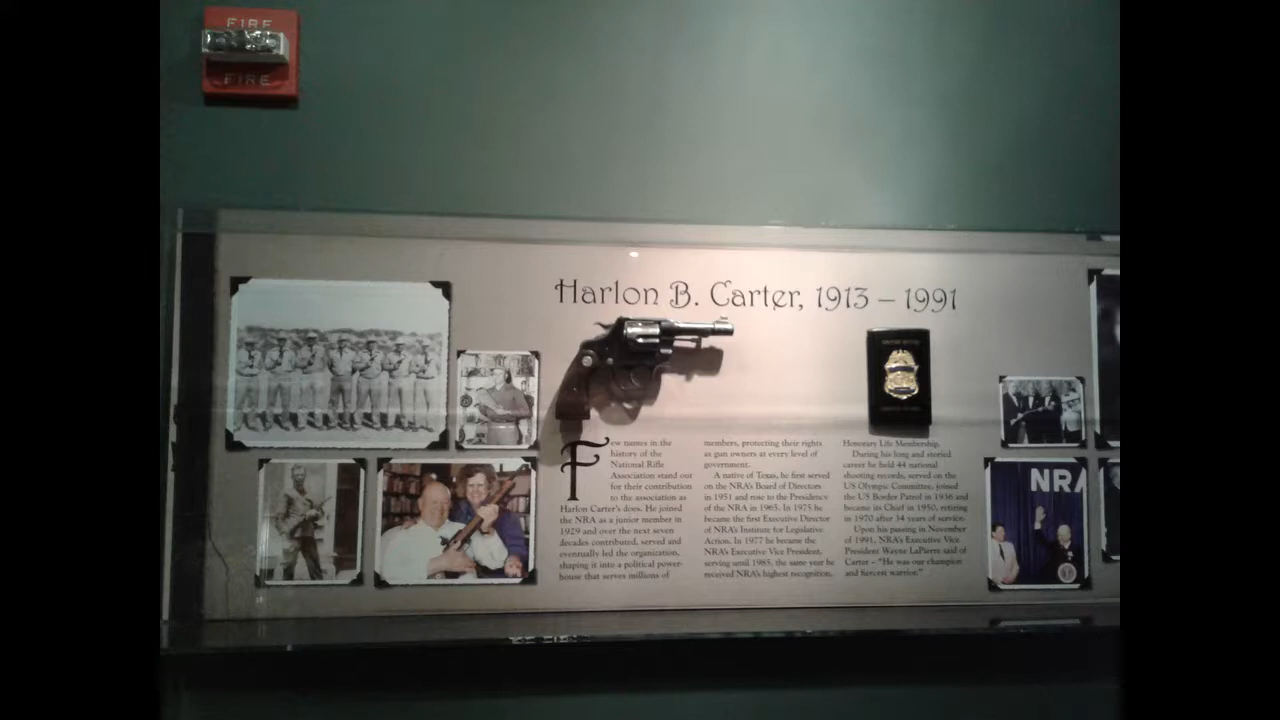 FIRE
FIRE
Harlon B. Carter, 1913 – 1991
Few names in the
history of the
National Rifle
Association stand out
for their contribution
to the association as
Harlon Carter's does. He joined
the NRA as a junior member in
1929 and over the next seven
decades contributed, served and
eventually led the organization,
shaping it into a political power-
house that serves millions of
members, protecting their rights
as gun owners at every level of
government.
A native of Texas, he first served
on the NRA's Board of Directors
in 1951 and rose to the Presidency
of the NRA in 1965. In 1975 he
became the first Executive Director
of NRA's Institute for Legislative
Action. In 1977 he became the
NRA's Executive Vice President,
serving until 1985, the same year he
received NRA's highest recognition,
Honorary Life Membership.
During his long and storied
career he held 44 national
shooting records, served on the
US Olympic Committee, joined
the US Border Patrol in 1936 and
became its Chief in 1950, retiring
in 1970 after 34 years of service.
Upon his passing in November
of 1991, NRA's Executive Vice
President Wayne LaPierre said of
Carter – "He was our champion
and fiercest warrior."
NRA